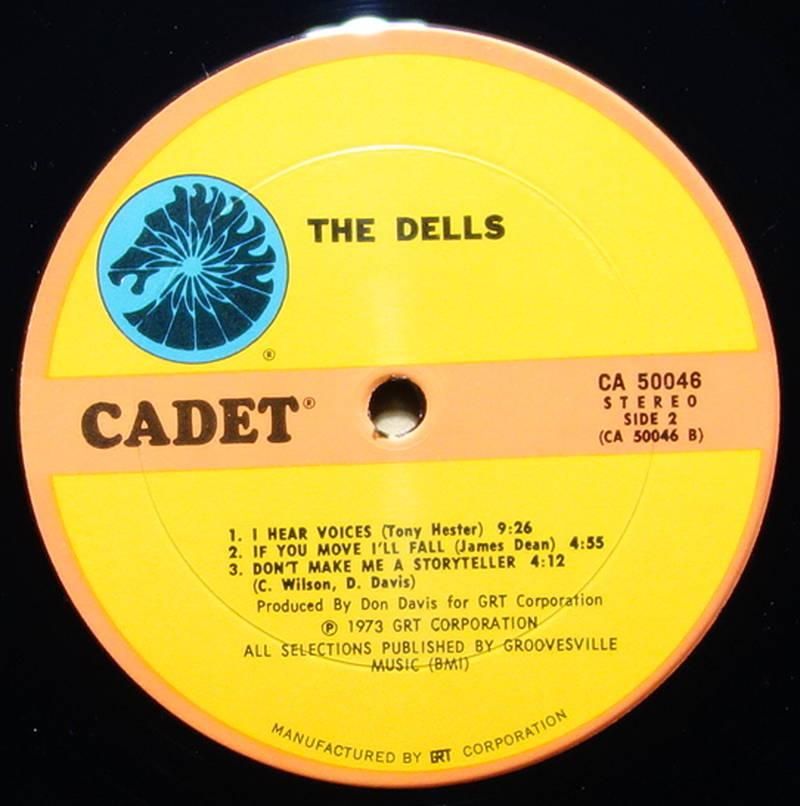 THE DELLS
®
CADET®
CA 50046
STEREO
SIDE 2
(CA 50046 B)
1. I HEAR VOICES (Tony Hester) 9:26
2. IF YOU MOVE I'LL FALL (James Dean) 4:55
3. DON'T MAKE ME A STORYTELLER 4:12
(C. Wilson, D. Davis)
Produced By Don Davis for GRT Corporation
℗ 1973 GRT CORPORATION
ALL SELECTIONS PUBLISHED BY GROOVESVILLE
MUSIC (BMI)
MANUFACTURED BY GRT CORPORATION